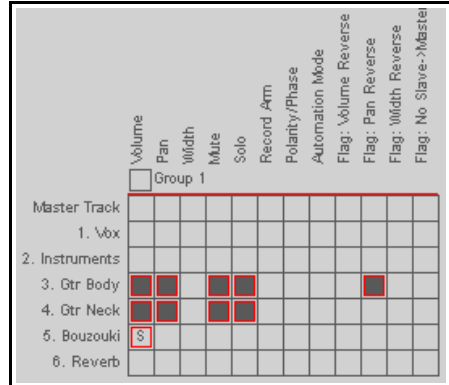 Volume
Pan
Width
Mute
Solo
Record Arm
Polarity/Phase
Automation Mode
Flag: Volume Reverse
Flag: Pan Reverse
Flag: Width Reverse
Flag: No Slave->Master
Group 1
Master Track
1. Vox
2. Instruments
3. Gtr Body
4. Gtr Neck
5. Bouzouki S
6. Reverb